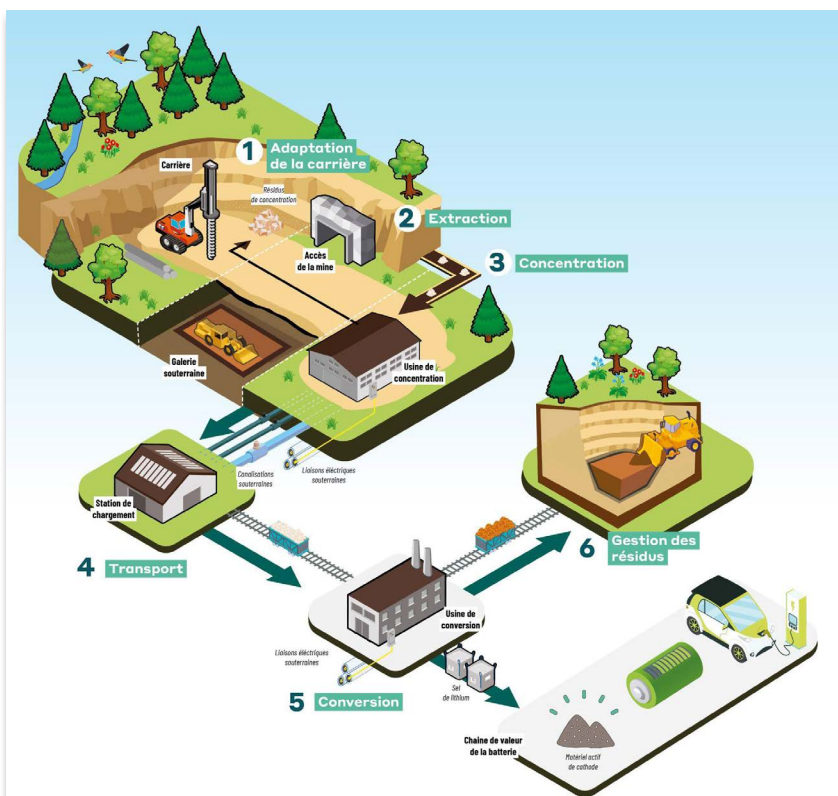 1 Adaptation
de la carrière
Carrière
Résidus
de concentration
2 Extraction
Accès
de la mine
3 Concentration
Galerie
souterraine
Usine de
concentration
Canalisations
souterraines
Liaisons électriques
souterraines
Station de
chargement
4 Transport
6 Gestion des
résidus
Usine de
conversion
Liaisons électriques
souterraines
5 Conversion
Sel
de lithium
Chaine de valeur
de la batterie
Matériel actif
de cathode